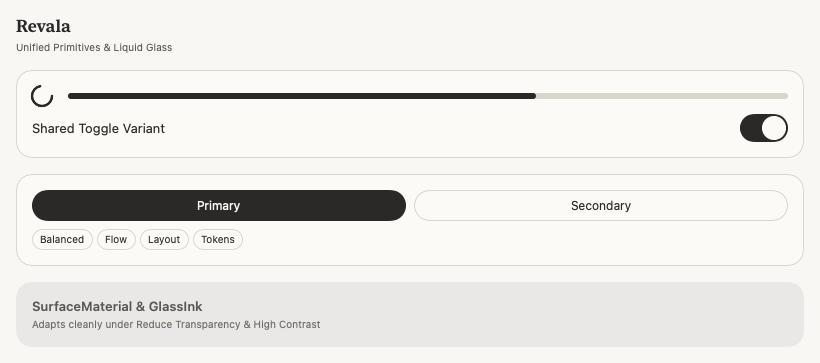 Revala
Unified Primitives & Liquid Glass
Shared Toggle Variant
Primary
Secondary
Balanced
Flow
Layout
Tokens
SurfaceMaterial & GlassInk
Adapts cleanly under Reduce Transparency & High Contrast